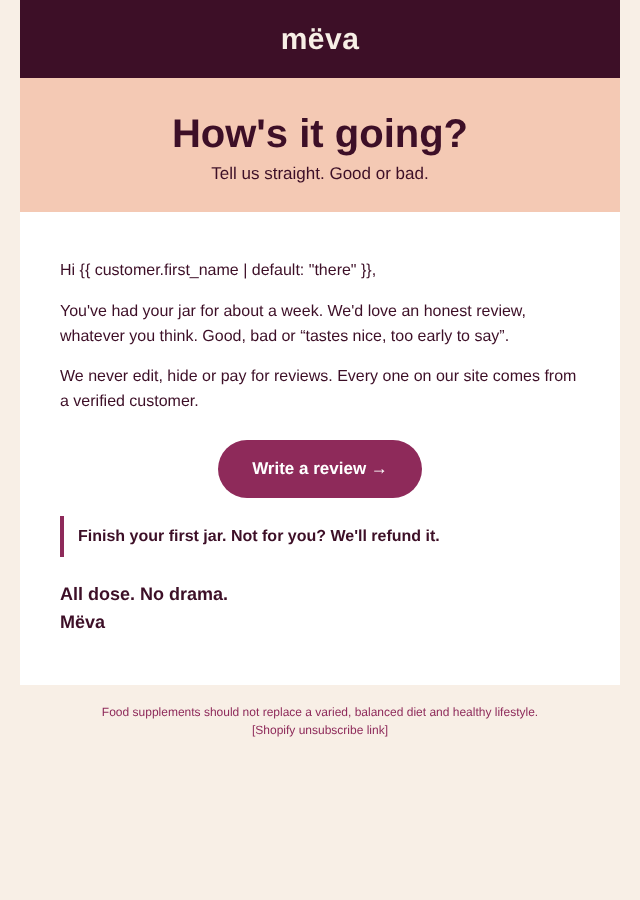 mëva
How's it going?
Tell us straight. Good or bad.
Hi {{ customer.first_name | default: "there" }},
You've had your jar for about a week. We'd love an honest review,
whatever you think. Good, bad or “tastes nice, too early to say”.
We never edit, hide or pay for reviews. Every one on our site comes from
a verified customer.
Write a review →
Finish your first jar. Not for you? We'll refund it.
All dose. No drama.
Mëva
Food supplements should not replace a varied, balanced diet and healthy lifestyle.
[Shopify unsubscribe link]